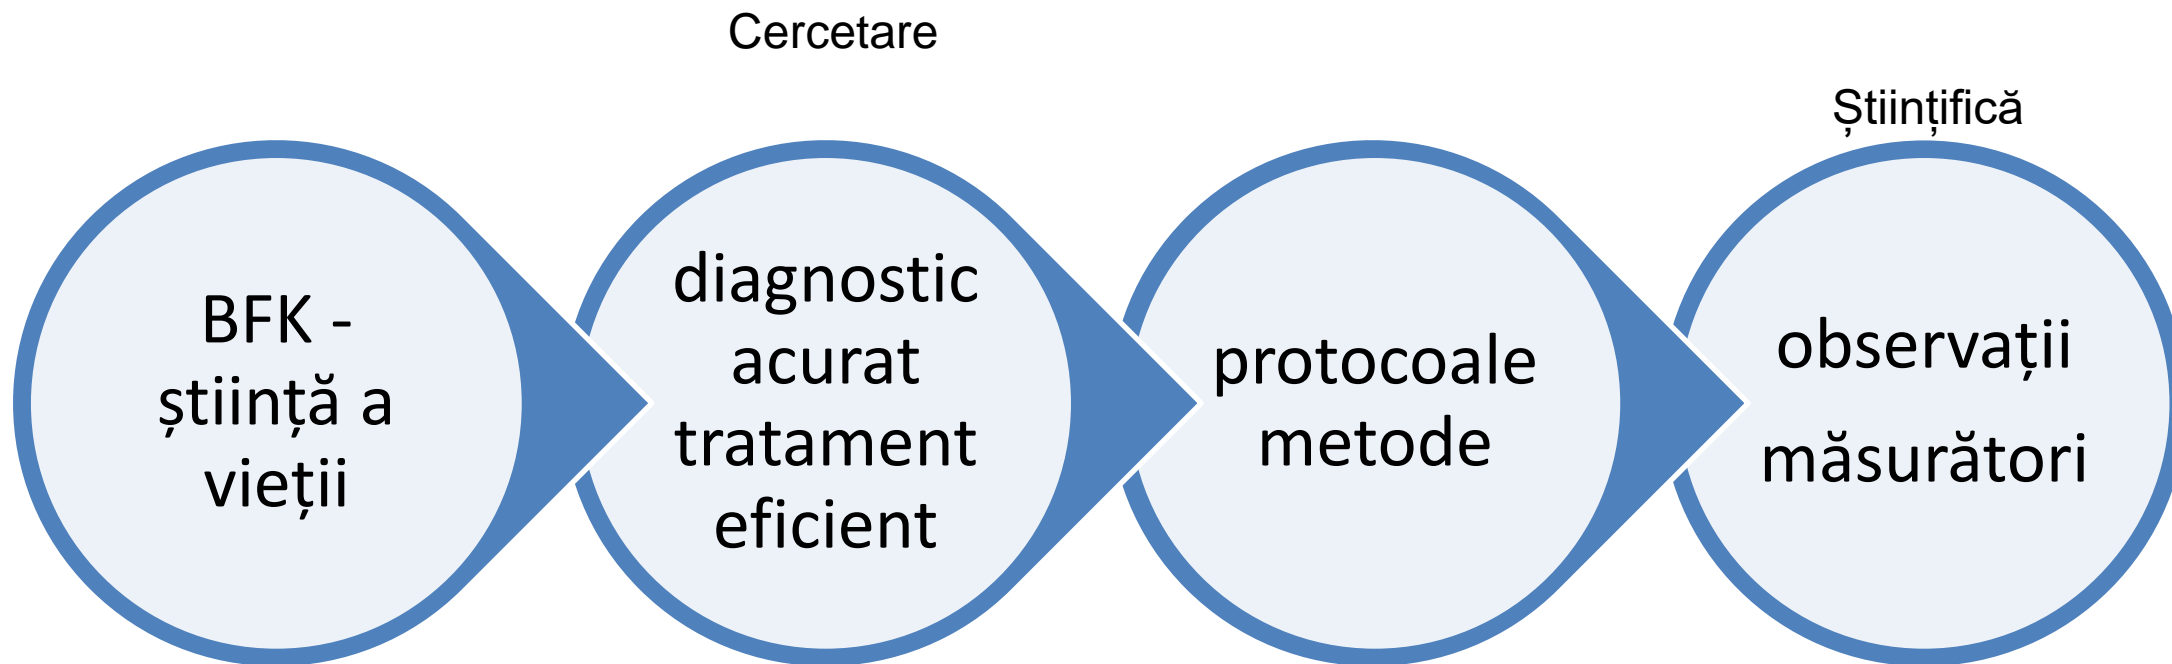 Cercetare
Științifică
BFK -
știință a
vieții
diagnostic
acurat
tratament
eficient
protocoale
metode
observații
măsurători